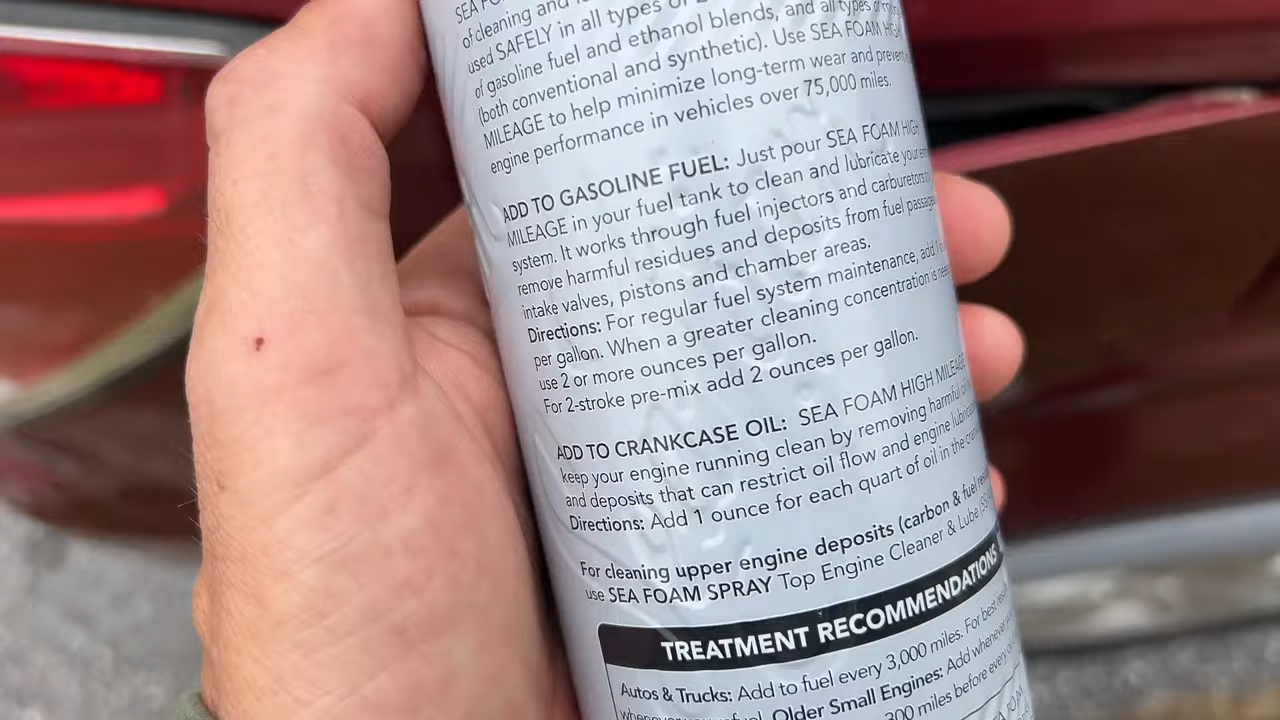 SEA FO
of cleaning and
used SAFELY in all types of 2
of gasoline fuel and ethanol blends, and all types of
(both conventional and synthetic). Use SEA FOAM HIGH
MILEAGE to help minimize long-term wear and prevent
engine performance in vehicles over 75,000 miles.
ADD TO GASOLINE FUEL: Just pour SEA FOAM HIGH
MILEAGE in your fuel tank to clean and lubricate your
system. It works through fuel injectors and carburetors to
remove harmful residues and deposits from fuel passages
intake valves, pistons and chamber areas.
Directions: For regular fuel system maintenance, add 1
per gallon. When a greater cleaning concentration is
use 2 or more ounces per gallon.
For 2-stroke pre-mix add 2 ounces per gallon.
ADD TO CRANKCASE OIL: SEA FOAM HIGH MILEAGE
keep your engine running clean by removing harmful
and deposits that can restrict oil flow and engine
Directions: Add 1 ounce for each quart of oil in the
For cleaning upper engine deposits (carbon & fuel
use SEA FOAM SPRAY Top Engine Cleaner & Lube (SS
TREATMENT RECOMMENDATIONS
Autos & Trucks: Add to fuel every 3,000 miles. For best
whenever you refuel. Older Small Engines: Add whenever
300 miles before every